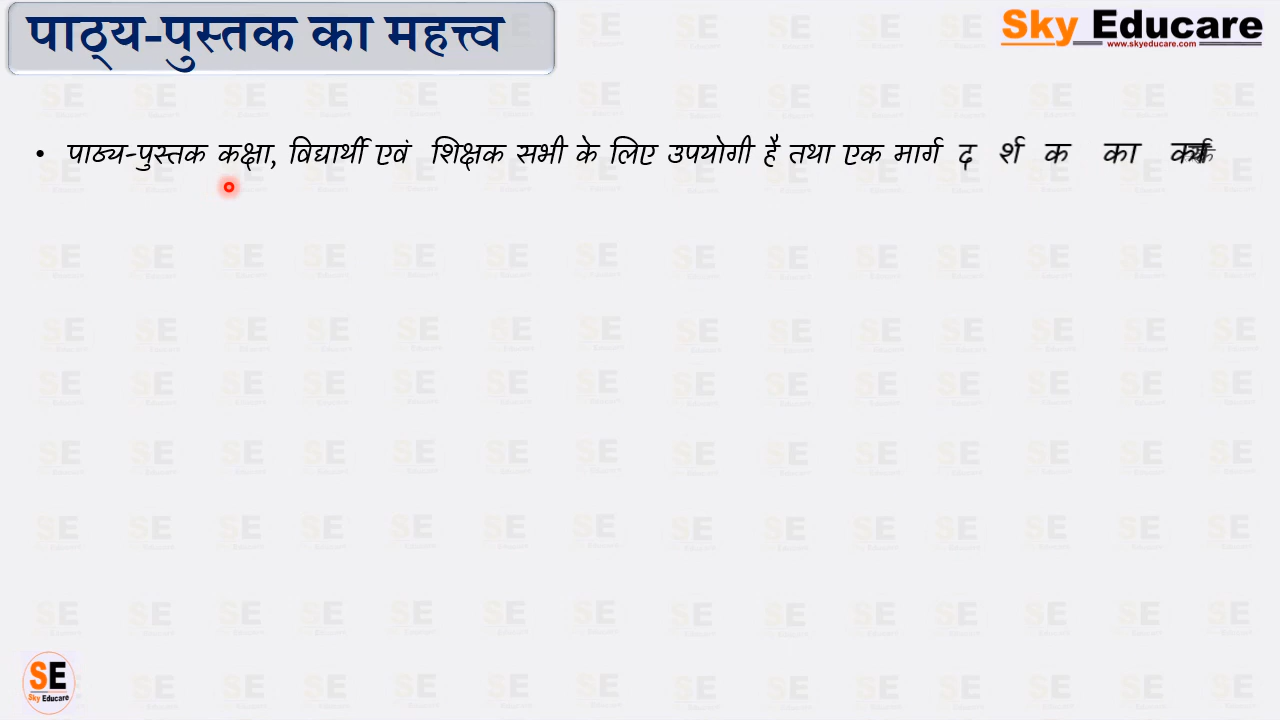 पाठ्य-पुस्तक का महत्त्व
Sky Educare
www.skyeducare.com
• पाठ्य-पुस्तक कक्षा, विद्यार्थी एवं शिक्षक सभी के लिए उपयोगी है तथा एक मार्ग द र्श क का
SE
Sky Educare